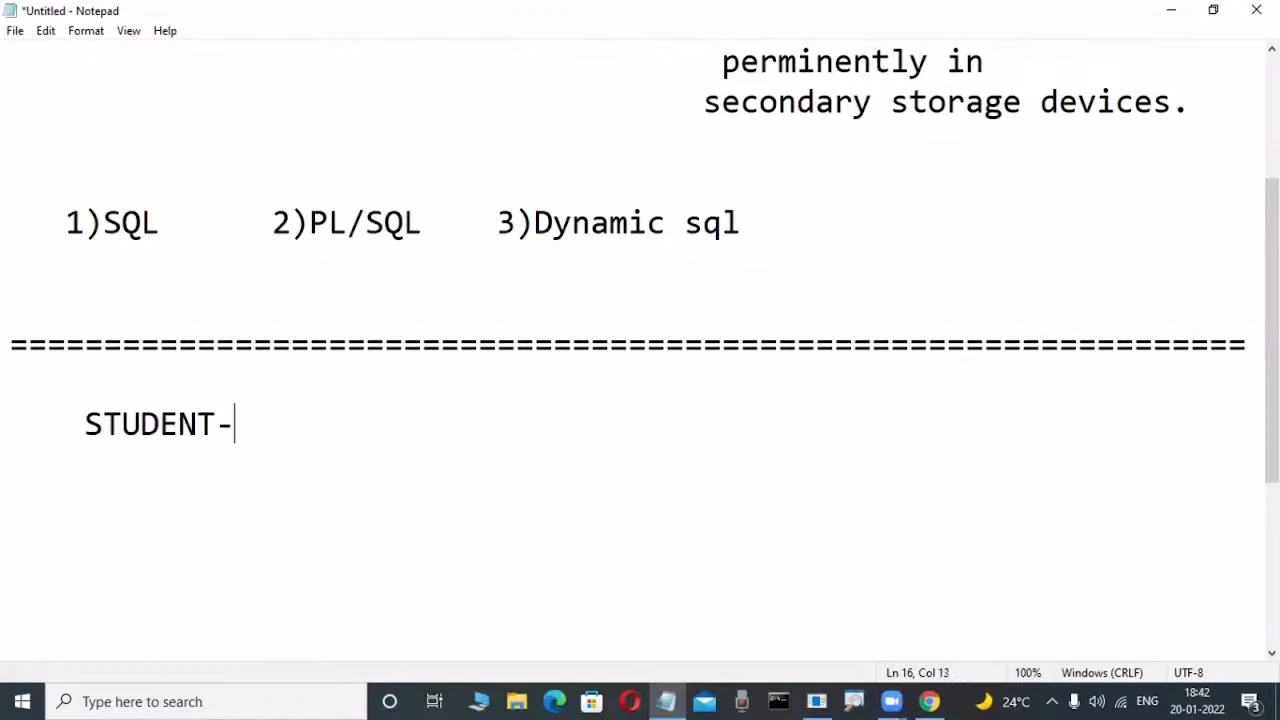 *Untitled - Notepad
File Edit Format View Help
perminently in
secondary storage devices.
1)SQL 2)PL/SQL 3)Dynamic sql
==================================================================
STUDENT-
Ln 16, Col 13 100% Windows (CRLF) UTF-8
Type here to search
24°C ENG 18:42
20-01-2022 3